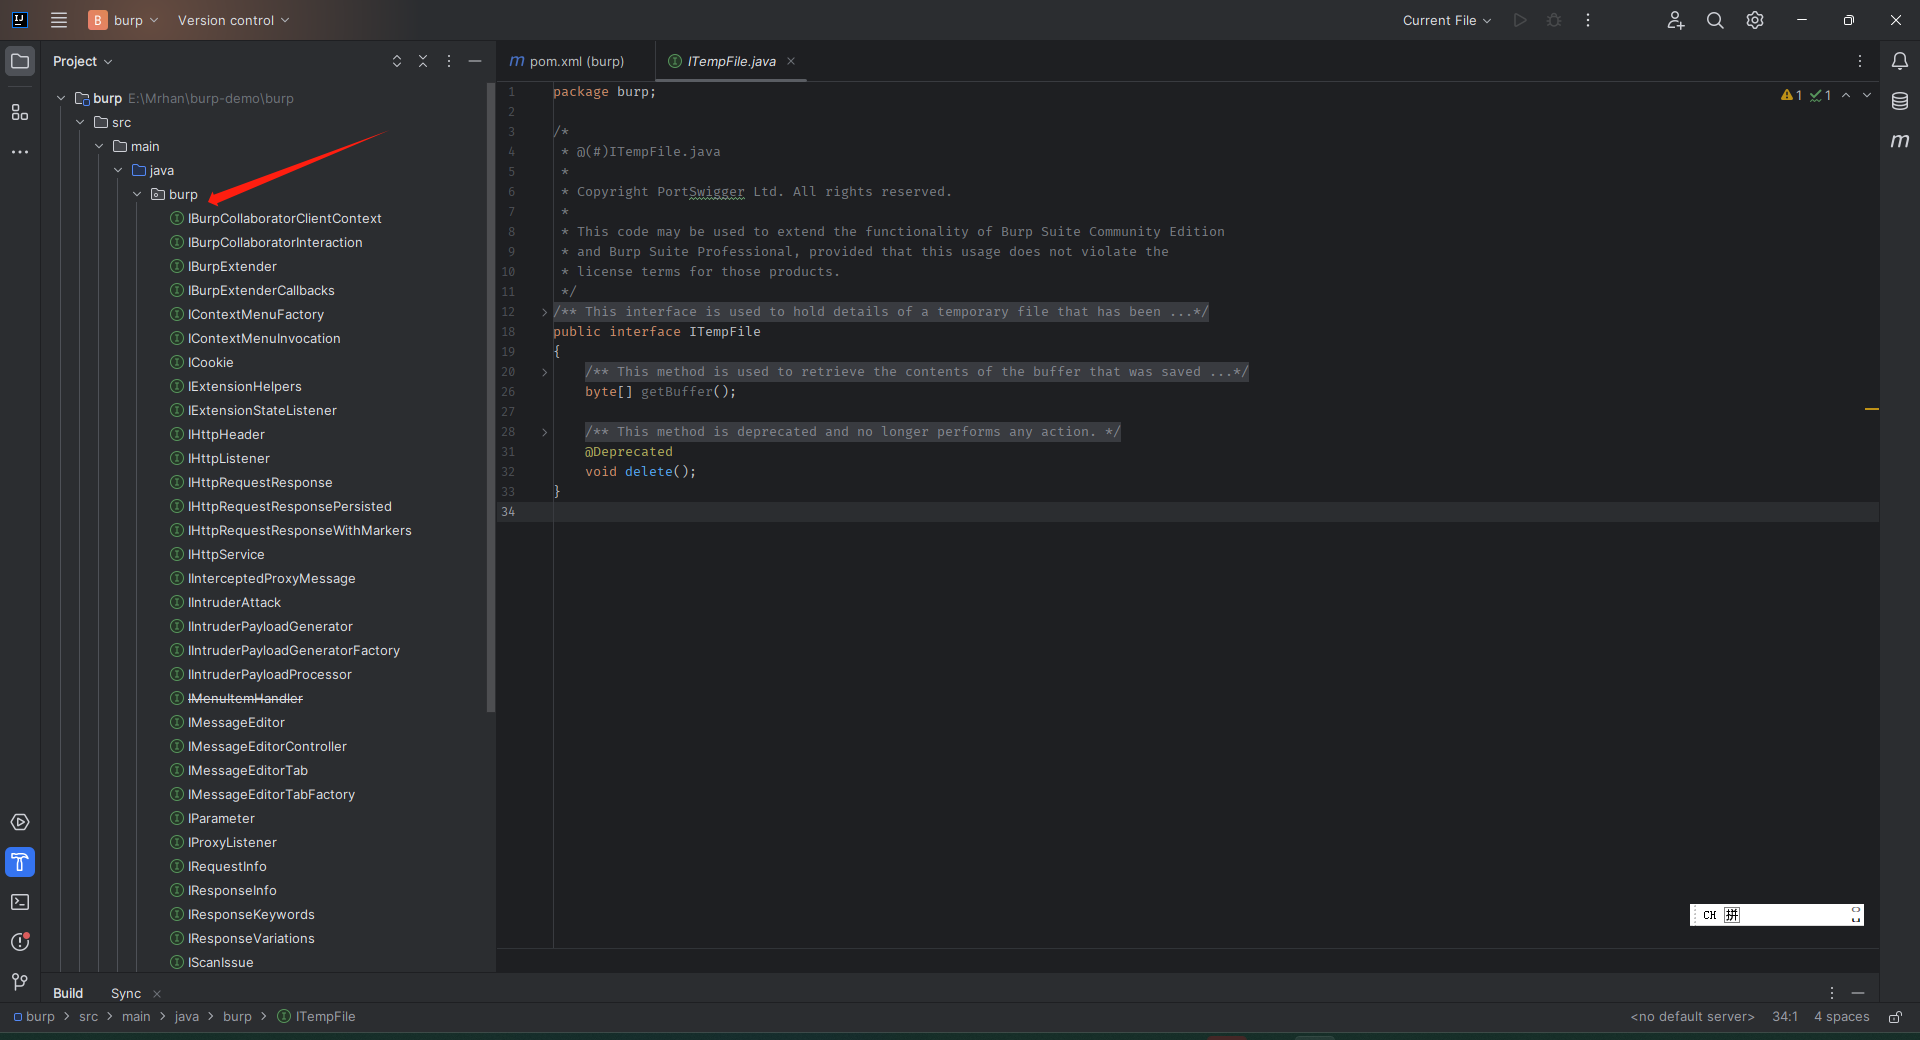 B burp Version control Current File
Project
pom.xml (burp) ITempFile.java
burp E:\Mrhan\burp-demo\burp
src
main
java
burp
IBurpCollaboratorClientContext
IBurpCollaboratorInteraction
IBurpExtender
IBurpExtenderCallbacks
IContextMenuFactory
IContextMenuInvocation
ICookie
IExtensionHelpers
IExtensionStateListener
IHttpHeader
IHttpListener
IHttpRequestResponse
IHttpRequestResponsePersisted
IHttpRequestResponseWithMarkers
IHttpService
IInterceptedProxyMessage
IIntruderAttack
IIntruderPayloadGenerator
IIntruderPayloadGeneratorFactory
IIntruderPayloadProcessor
IMenuItemHandler
IMessageEditor
IMessageEditorController
IMessageEditorTab
IMessageEditorTabFactory
IParameter
IProxyListener
IRequestInfo
IResponseInfo
IResponseKeywords
IResponseVariations
IScanIssue
1 package burp;
2
3 /*
4 * @(#)ITempFile.java
5 *
6 * Copyright PortSwigger Ltd. All rights reserved.
7 *
8 * This code may be used to extend the functionality of Burp Suite Community Edition
9 * and Burp Suite Professional, provided that this usage does not violate the
10 * license terms for those products.
11 */
12 /** This interface is used to hold details of a temporary file that has been ...*/
18 public interface ITempFile
19 {
20 /** This method is used to retrieve the contents of the buffer that was saved ...*/
26 byte[] getBuffer();
27
28 /** This method is deprecated and no longer performs any action. */
31 @Deprecated
32 void delete();
33 }
34
1 1
CH 拼
Build Sync
burp > src > main > java > burp > ITempFile
<no default server> 34:1 4 spaces